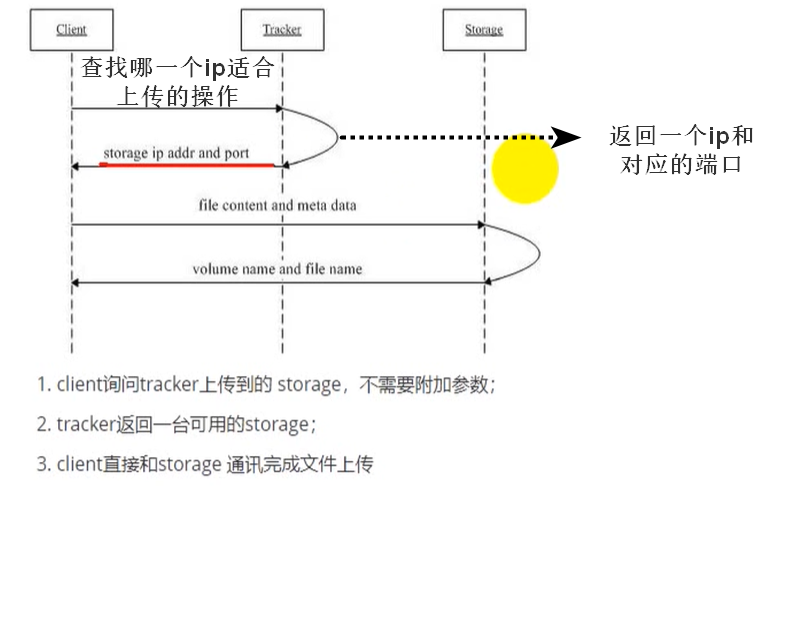 Client
Tracker
Storage
查找哪一个ip适合
上传的操作
storage ip addr and port
返回一个ip和
对应的端口
file content and meta data
volume name and file name
1. client询问tracker上传到的 storage，不需要附加参数；
2. tracker返回一台可用的storage；
3. client直接和storage 通讯完成文件上传